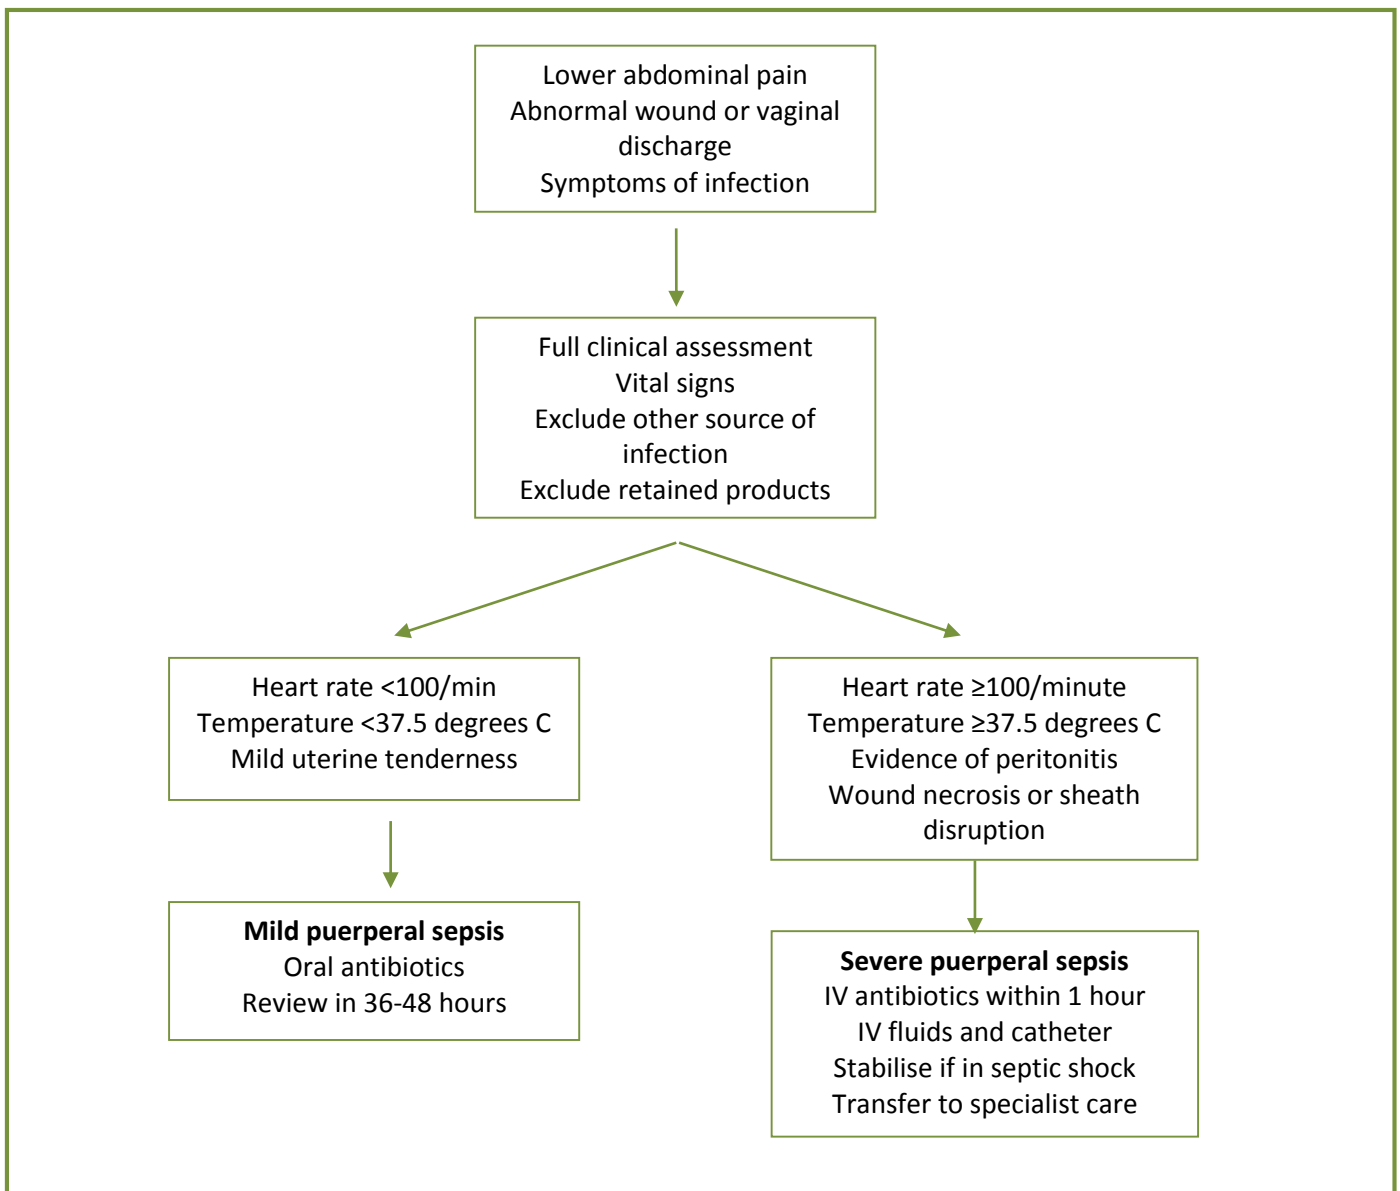 Lower abdominal pain
Abnormal wound or vaginal
discharge
Symptoms of infection
Full clinical assessment
Vital signs
Exclude other source of
infection
Exclude retained products
Heart rate <100/min
Temperature <37.5 degrees C
Mild uterine tenderness
Heart rate ≥100/minute
Temperature ≥37.5 degrees C
Evidence of peritonitis
Wound necrosis or sheath
disruption
Mild puerperal sepsis
Oral antibiotics
Review in 36-48 hours
Severe puerperal sepsis
IV antibiotics within 1 hour
IV fluids and catheter
Stabilise if in septic shock
Transfer to specialist care